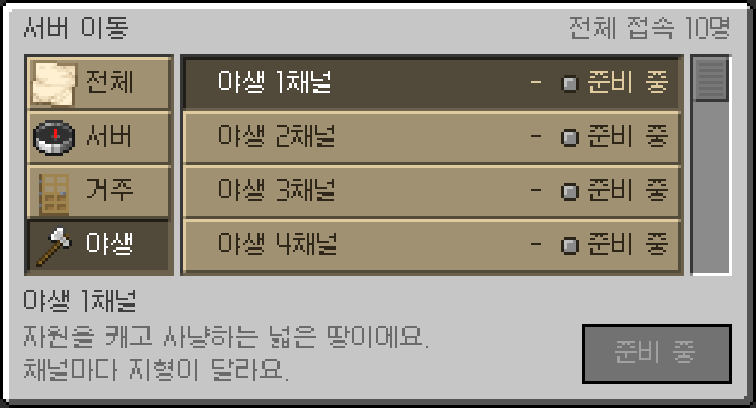 서버 이동
전체 접속 10명
전체
서버
거주
야생
야생 1채널 - 준비 중
야생 2채널 - 준비 중
야생 3채널 - 준비 중
야생 4채널 - 준비 중
야생 1채널
자원을 캐고 사냥하는 넓은 땅이에요.
채널마다 지형이 달라요.
준비 중